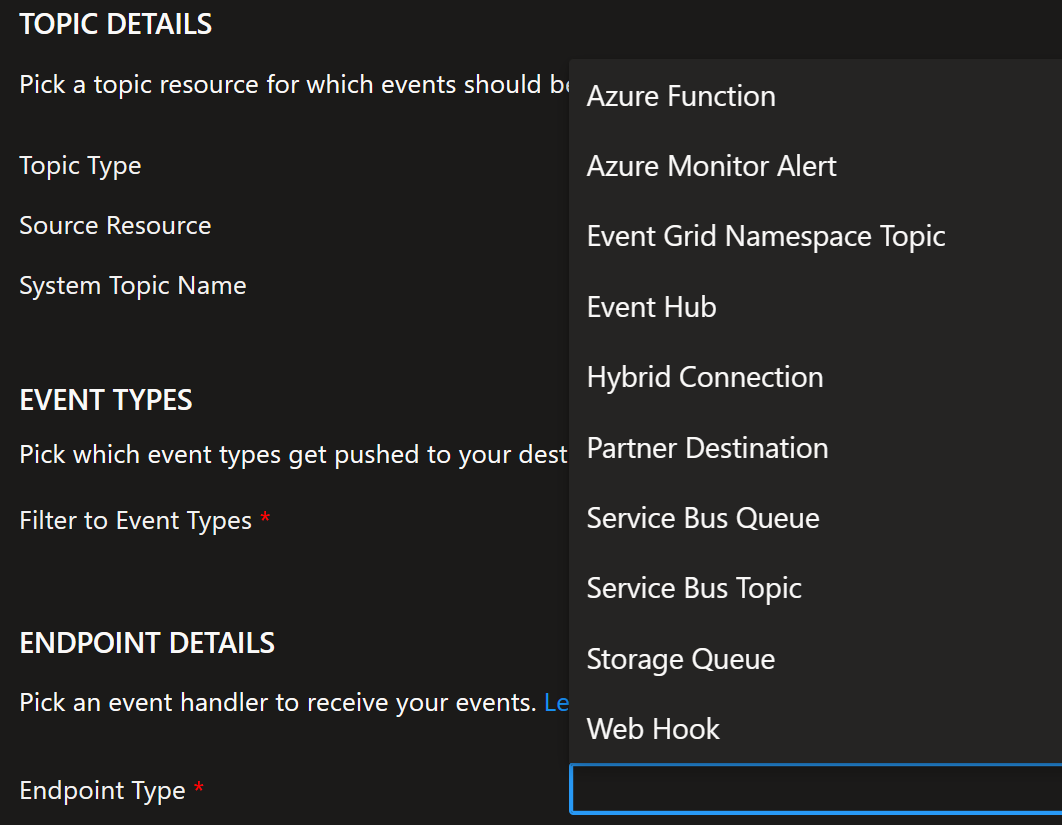 TOPIC DETAILS
Pick a topic resource for which events should
Azure Function
Azure Monitor Alert
Topic Type
Source Resource
Event Grid Namespace Topic
System Topic Name
Event Hub
Hybrid Connection
EVENT TYPES
Pick which event types get pushed to your dest
Partner Destination
Filter to Event Types *
Service Bus Queue
Service Bus Topic
ENDPOINT DETAILS
Storage Queue
Pick an event handler to receive your events. Le
Web Hook
Endpoint Type *